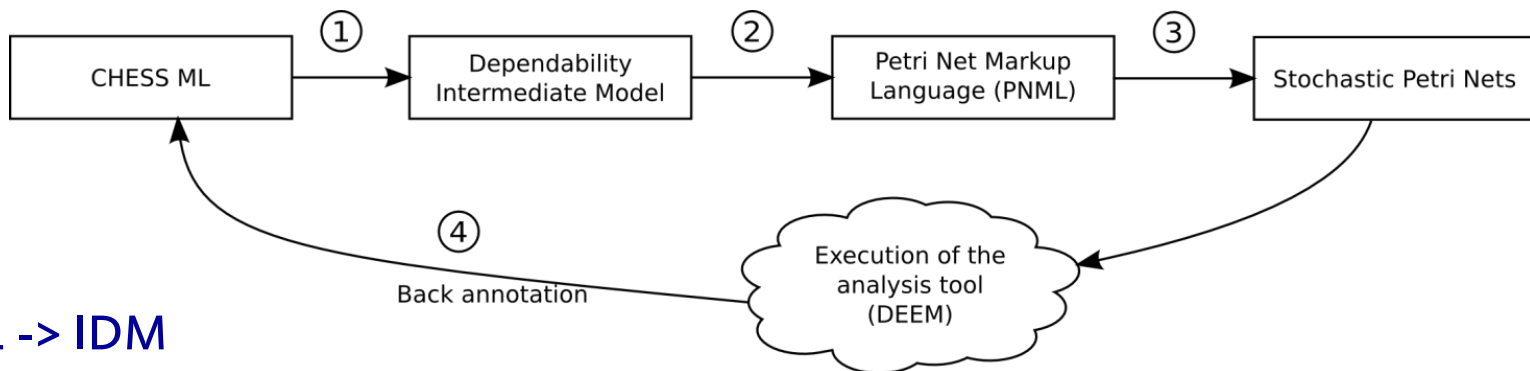 ①
②
③
CHESS ML
Dependability
Intermediate Model
Petri Net Markup
Language (PNML)
Stochastic Petri Nets
④
Back annotation
Execution of the
analysis tool
(DEEM)
-> IDM